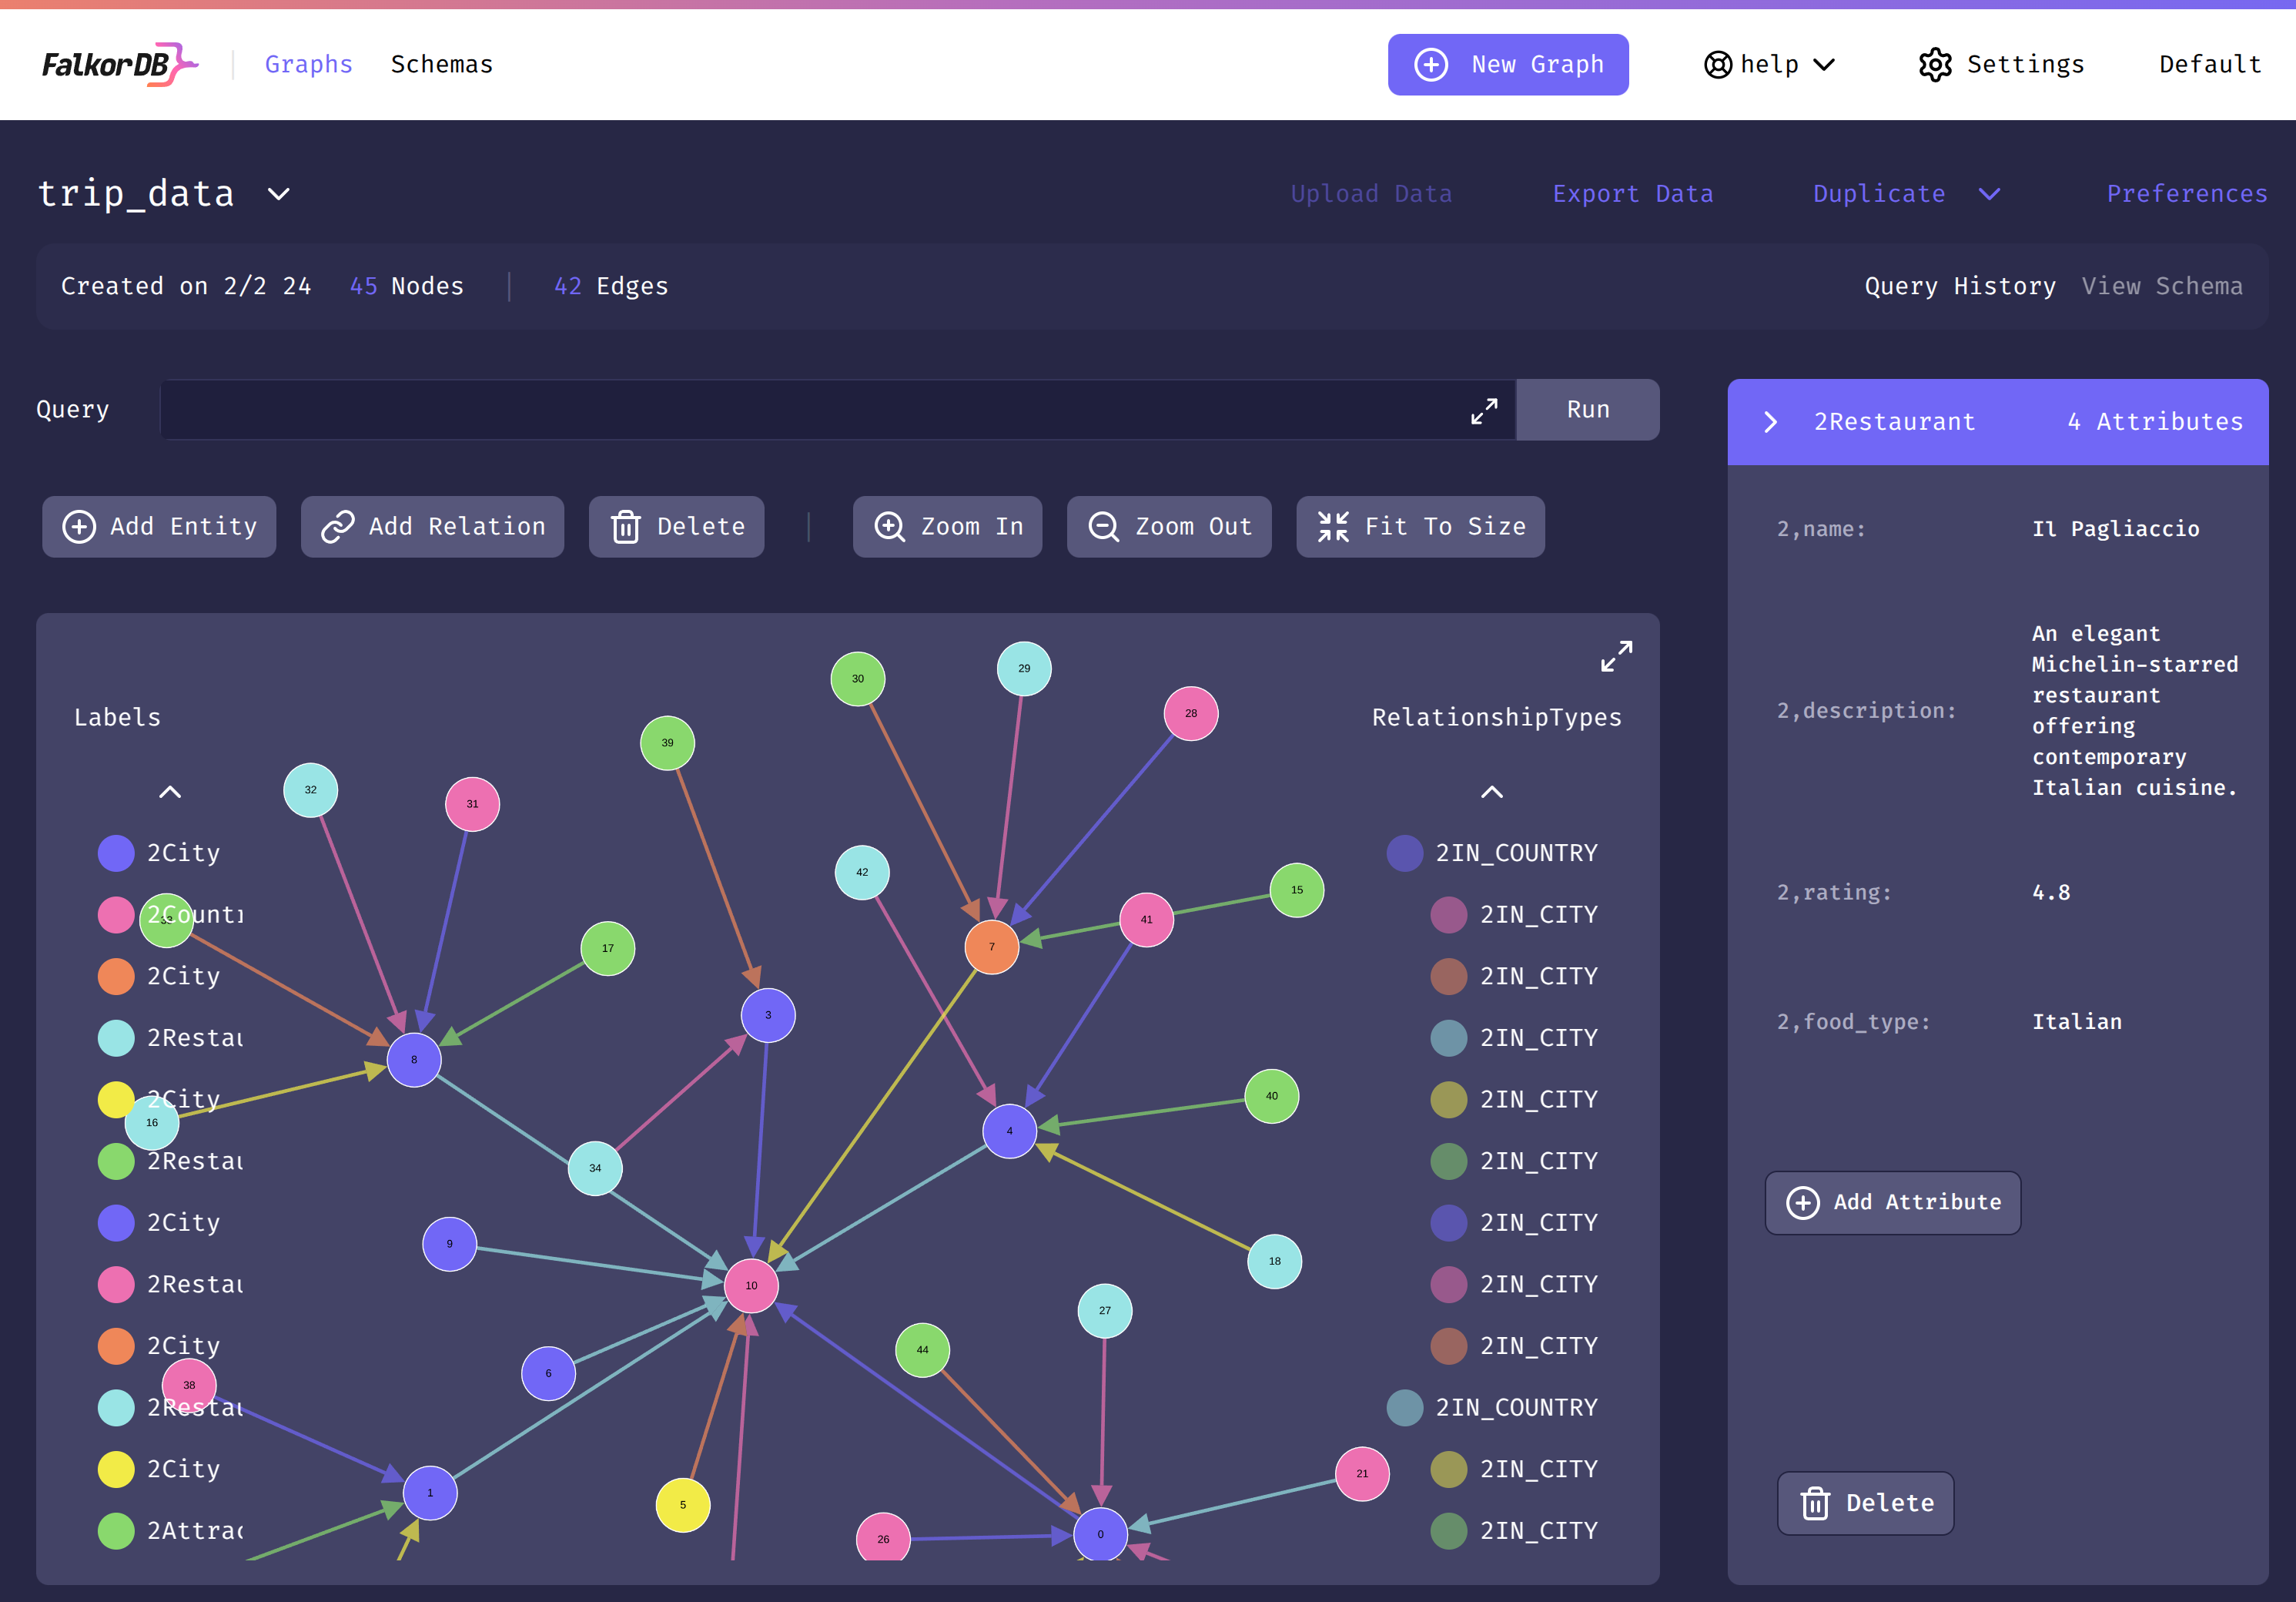 FalkorDB
Graphs
Schemas
New Graph
help
Settings
Default
trip_data
Upload Data
Export Data
Duplicate
Preferences
Created on 2/2 24
45 Nodes
42 Edges
Query History
View Schema
Query
Run
Add Entity
Add Relation
Delete
Zoom In
Zoom Out
Fit To Size
Labels
2City
2Countr
2City
2Restau
2City
2Restau
2City
2Restau
2City
2Restau
2City
2Attrac
29
30
28
39
32
31
42
15
41
33
17
7
3
8
40
16
4
34
9
18
10
27
44
6
38
21
1
5
0
26
RelationshipTypes
2IN_COUNTRY
2IN_CITY
2IN_CITY
2IN_CITY
2IN_CITY
2IN_CITY
2IN_CITY
2IN_CITY
2IN_CITY
2IN_COUNTRY
2IN_CITY
2IN_CITY
2Restaurant
4 Attributes
2,name:
Il Pagliaccio
2,description:
An elegant
Michelin-starred
restaurant
offering
contemporary
Italian cuisine.
2,rating:
4.8
2,food_type:
Italian
Add Attribute
Delete